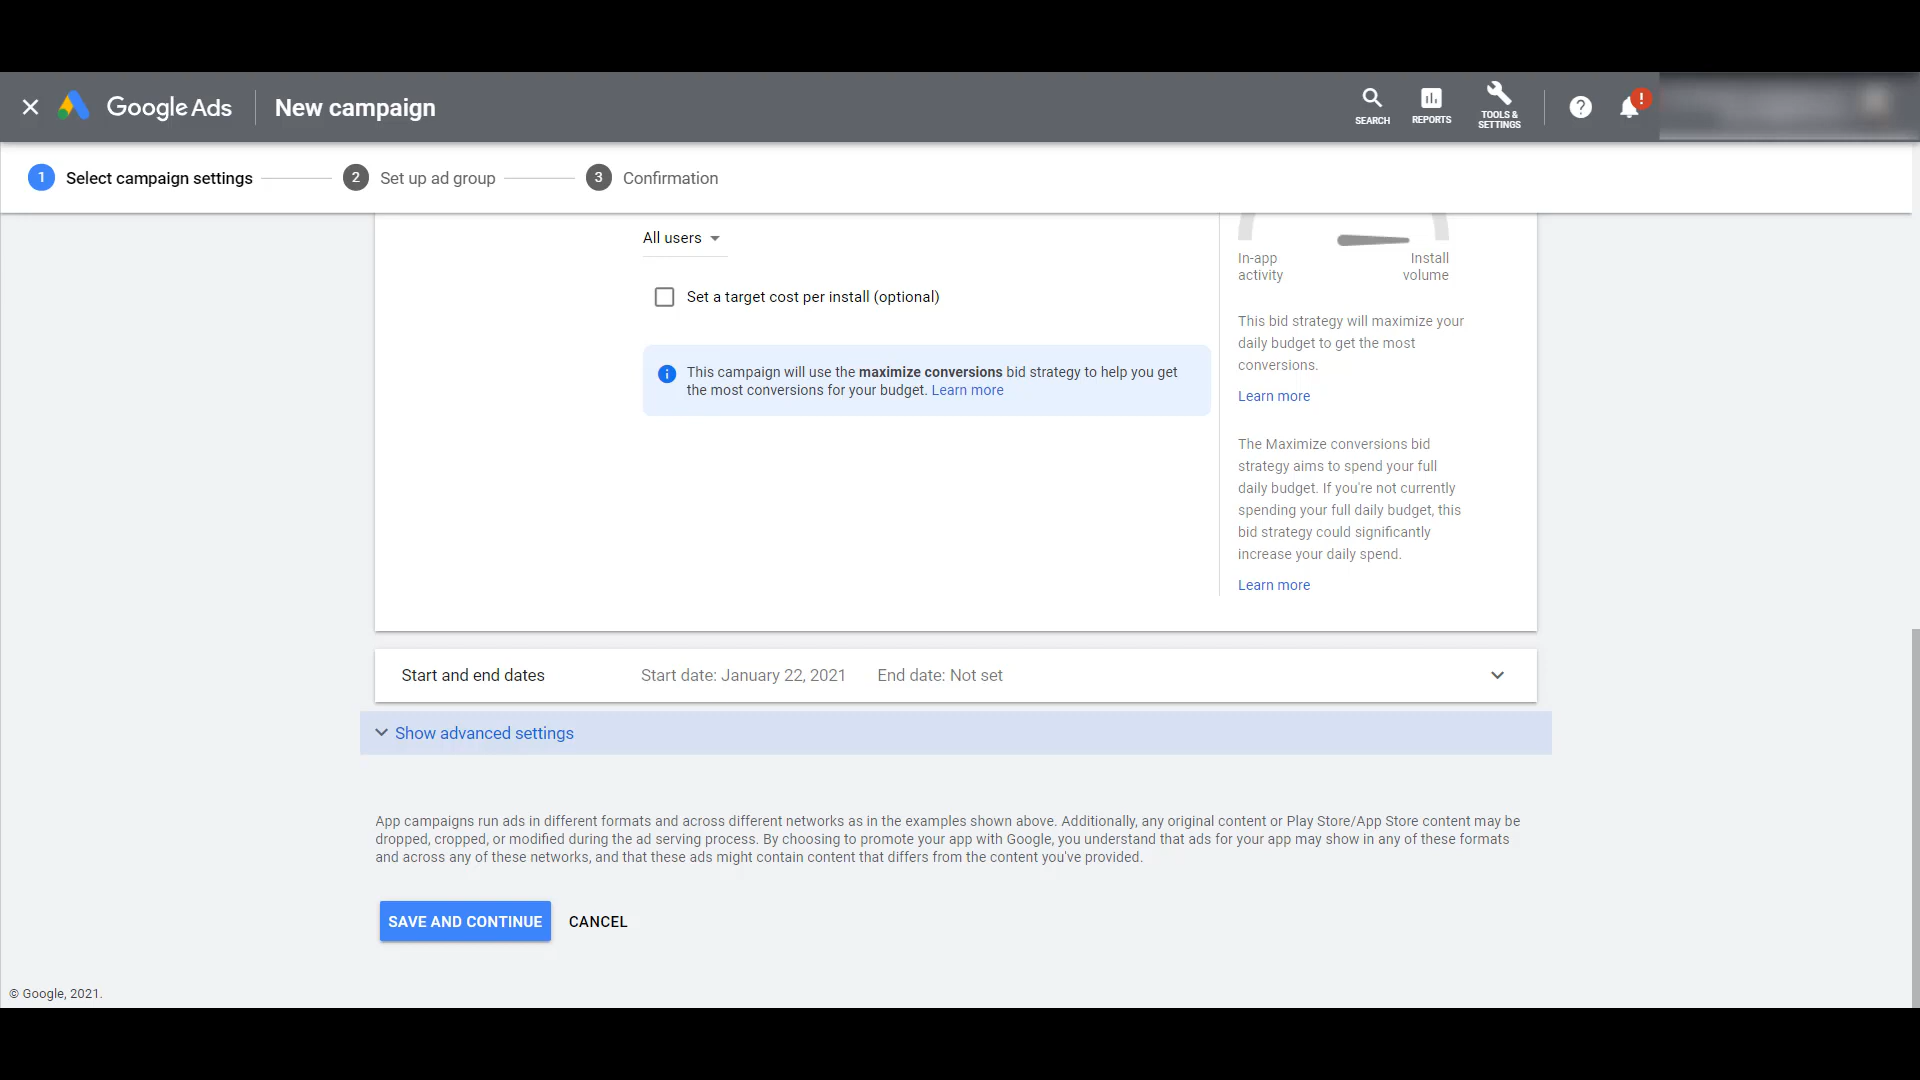 Google Ads
New campaign
SEARCH
REPORTS
TOOLS &
SETTINGS
?
!
1 Select campaign settings
2 Set up ad group
3 Confirmation
All users
Set a target cost per install (optional)
This campaign will use the maximize conversions bid strategy to help you get
the most conversions for your budget. Learn more
In-app
activity
Install
volume
This bid strategy will maximize your
daily budget to get the most
conversions.
Learn more
The Maximize conversions bid
strategy aims to spend your full
daily budget. If you're not currently
spending your full daily budget, this
bid strategy could significantly
increase your daily spend.
Learn more
Start and end dates Start date: January 22, 2021 End date: Not set
Show advanced settings
App campaigns run ads in different formats and across different networks as in the examples shown above. Additionally, any original content or Play Store/App Store content may be
dropped, cropped, or modified during the ad serving process. By choosing to promote your app with Google, you understand that ads for your app may show in any of these formats
and across any of these networks, and that these ads might contain content that differs from the content you've provided.
SAVE AND CONTINUE CANCEL
© Google, 2021.